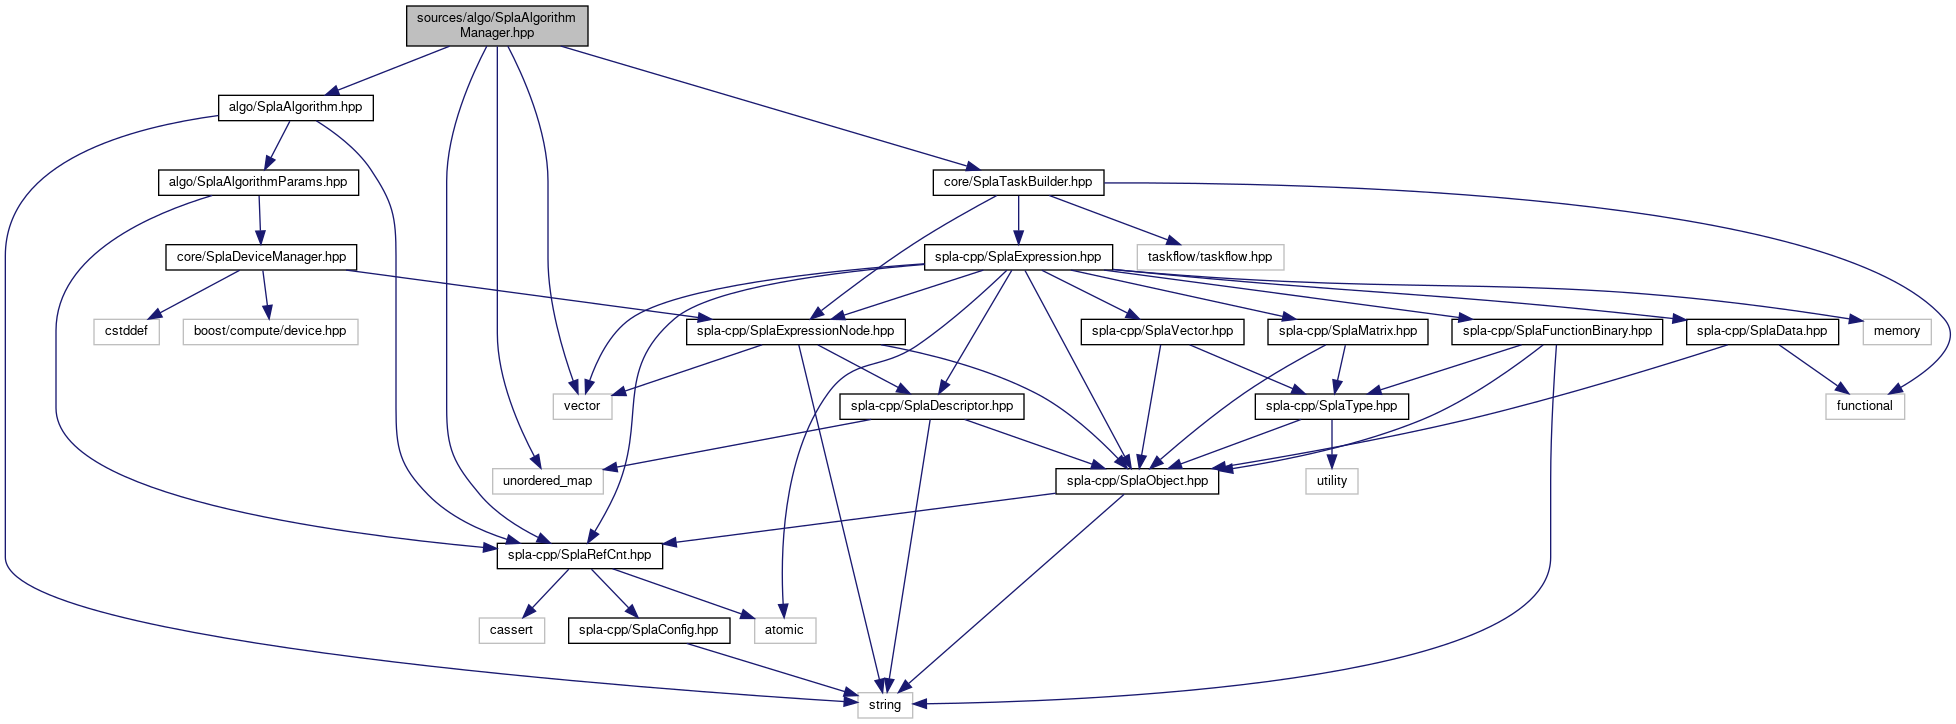 sources/algo/SplaAlgorithm
Manager.hpp
algo/SplaAlgorithm.hpp
algo/SplaAlgorithmParams.hpp
core/SplaTaskBuilder.hpp
core/SplaDeviceManager.hpp
spla-cpp/SplaExpression.hpp
taskflow/taskflow.hpp
cstddef
boost/compute/device.hpp
spla-cpp/SplaExpressionNode.hpp
spla-cpp/SplaVector.hpp
spla-cpp/SplaMatrix.hpp
spla-cpp/SplaFunctionBinary.hpp
spla-cpp/SplaData.hpp
memory
vector
spla-cpp/SplaDescriptor.hpp
spla-cpp/SplaType.hpp
functional
unordered_map
spla-cpp/SplaObject.hpp
utility
spla-cpp/SplaRefCnt.hpp
cassert
spla-cpp/SplaConfig.hpp
atomic
string